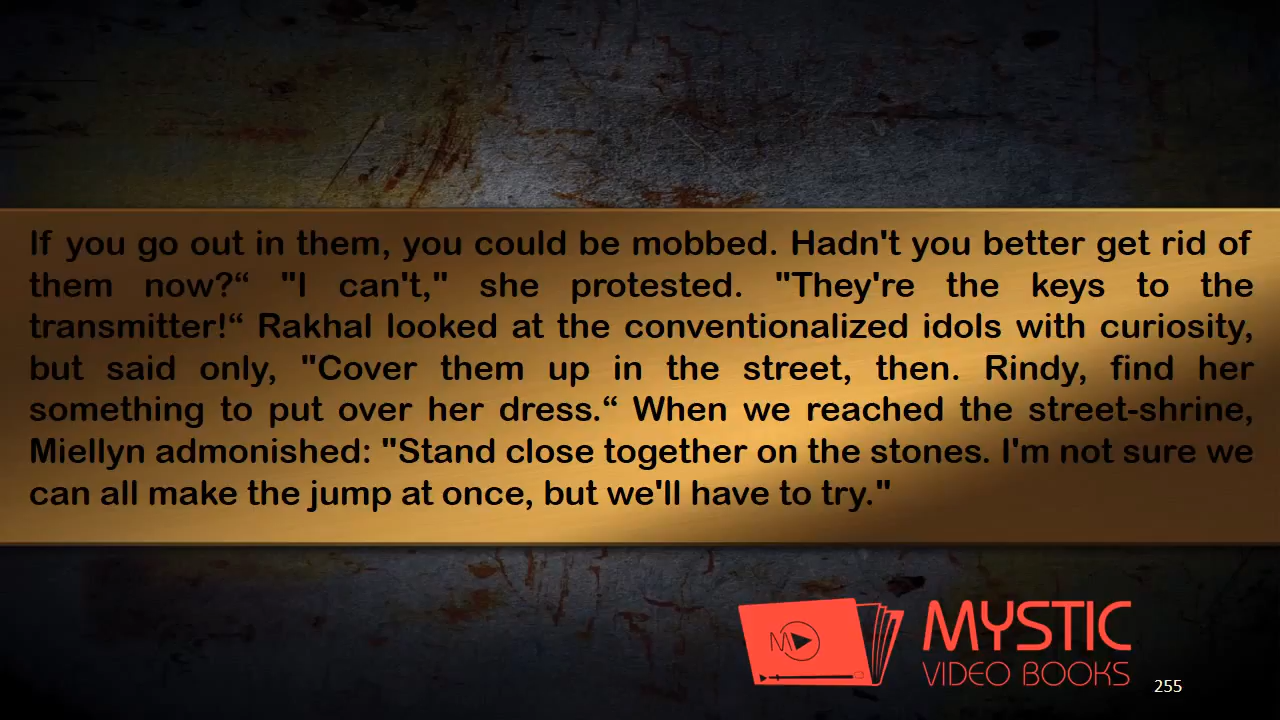 If you go out in them, you could be mobbed. Hadn't you better get rid of
them now?“ "I can't," she protested. "They're the keys to the
transmitter!“ Rakhal looked at the conventionalized idols with curiosity,
but said only, "Cover them up in the street, then. Rindy, find her
something to put over her dress.“ When we reached the street-shrine,
Miellyn admonished: "Stand close together on the stones. I'm not sure we
can all make the jump at once, but we'll have to try."
M
MYSTIC
VIDEO BOOKS
255